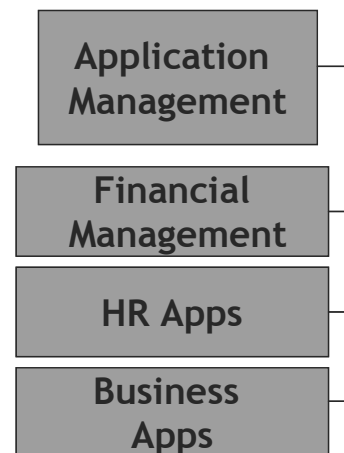 Application
Management
Financial
Management
HR Apps
Business
Apps